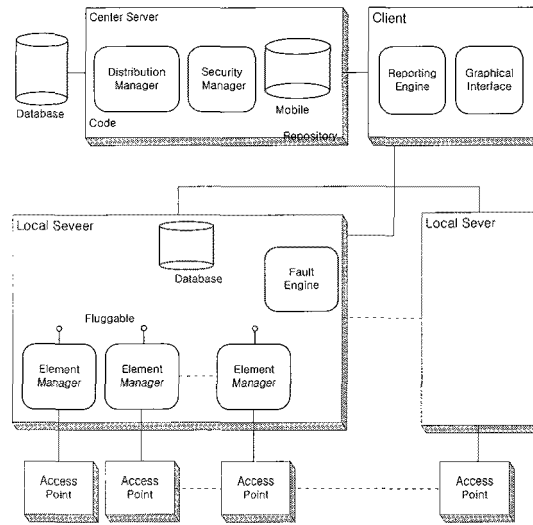 Center Server
Client
Distribution
Manager
Security
Manager
Reporting
Engine
Graphical
Interface
Database
Mobile
Code
Repository
Local Seveer
Local Sever
Database
Fault
Engine
Fluggable
Element
Manager
Element
Manager
Element
Manager
Access
Point
Access
Point
Access
Point
Access
Point